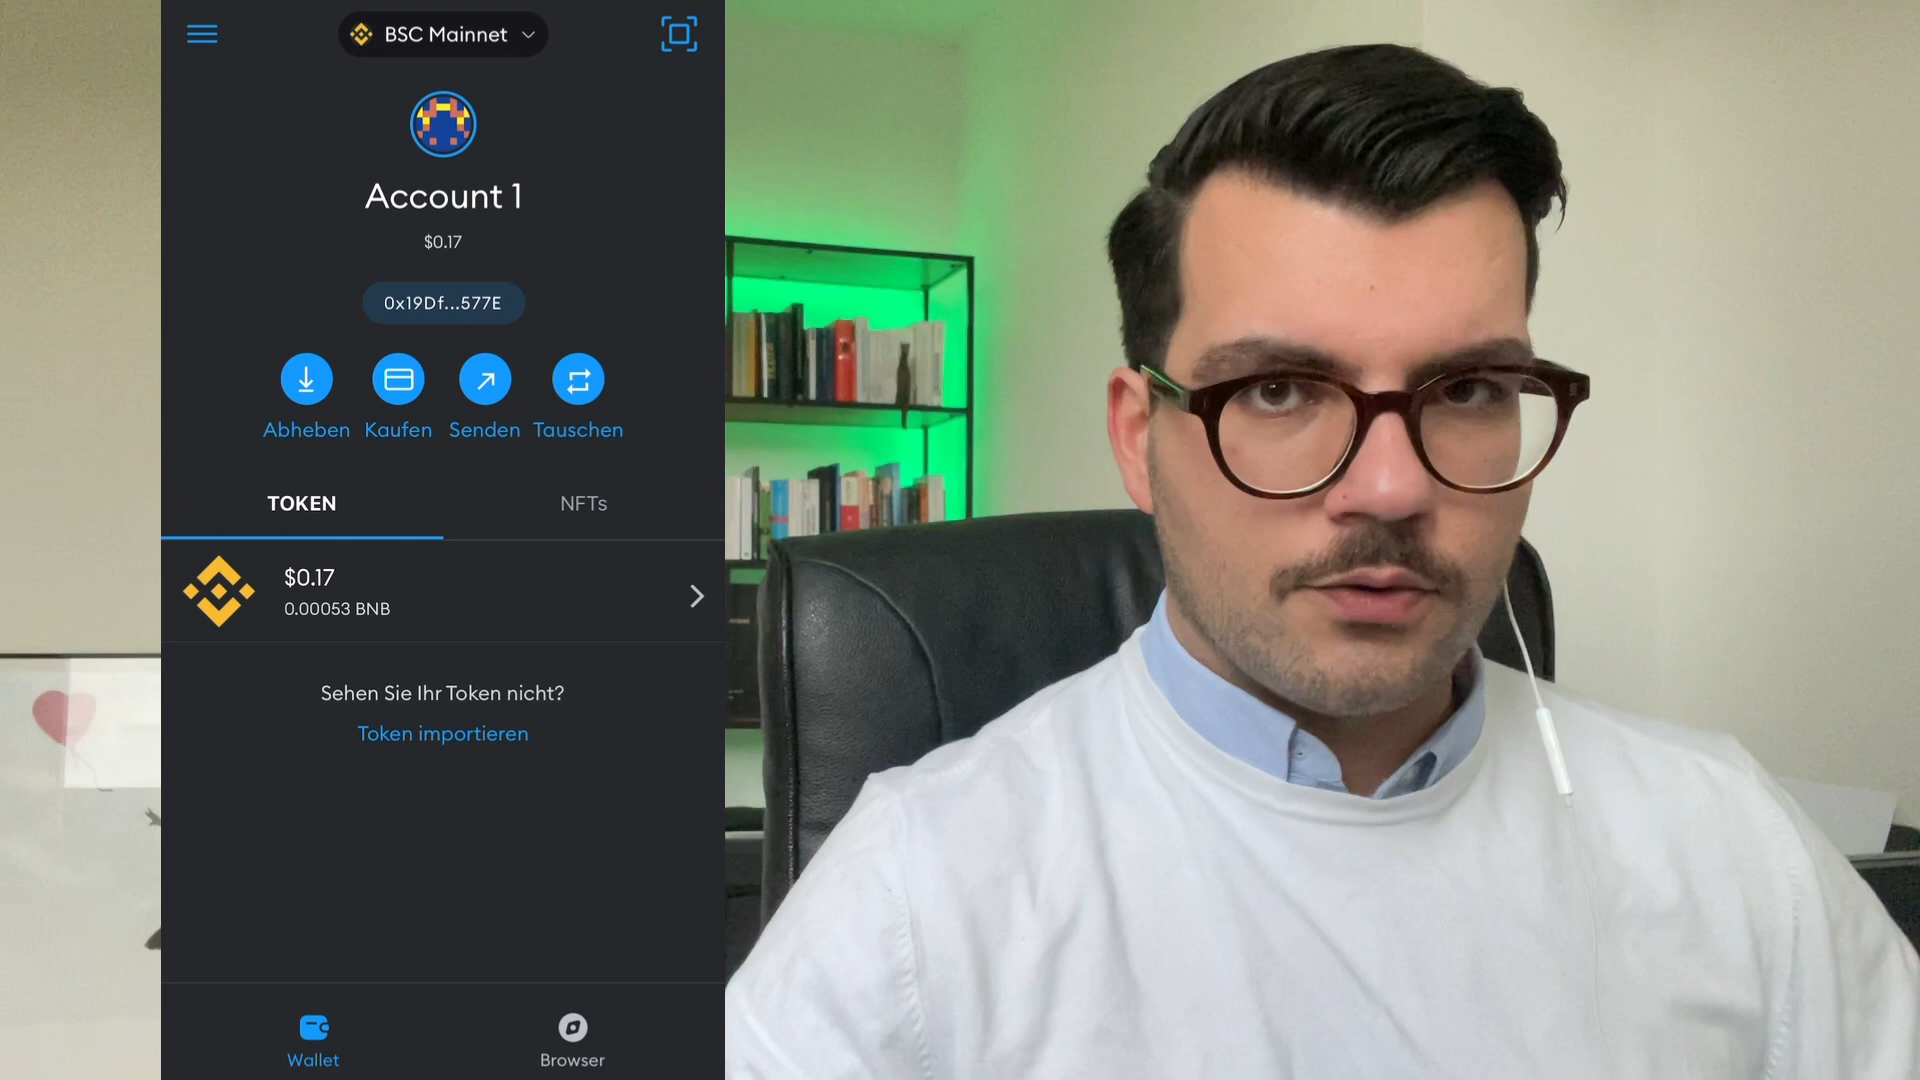 BSC Mainnet
Account 1
$0.17
0x19Df...577E
Abheben Kaufen Senden Tauschen
TOKEN NFTs
$0.17
0.00053 BNB
Sehen Sie Ihr Token nicht?
Token importieren
Wallet Browser